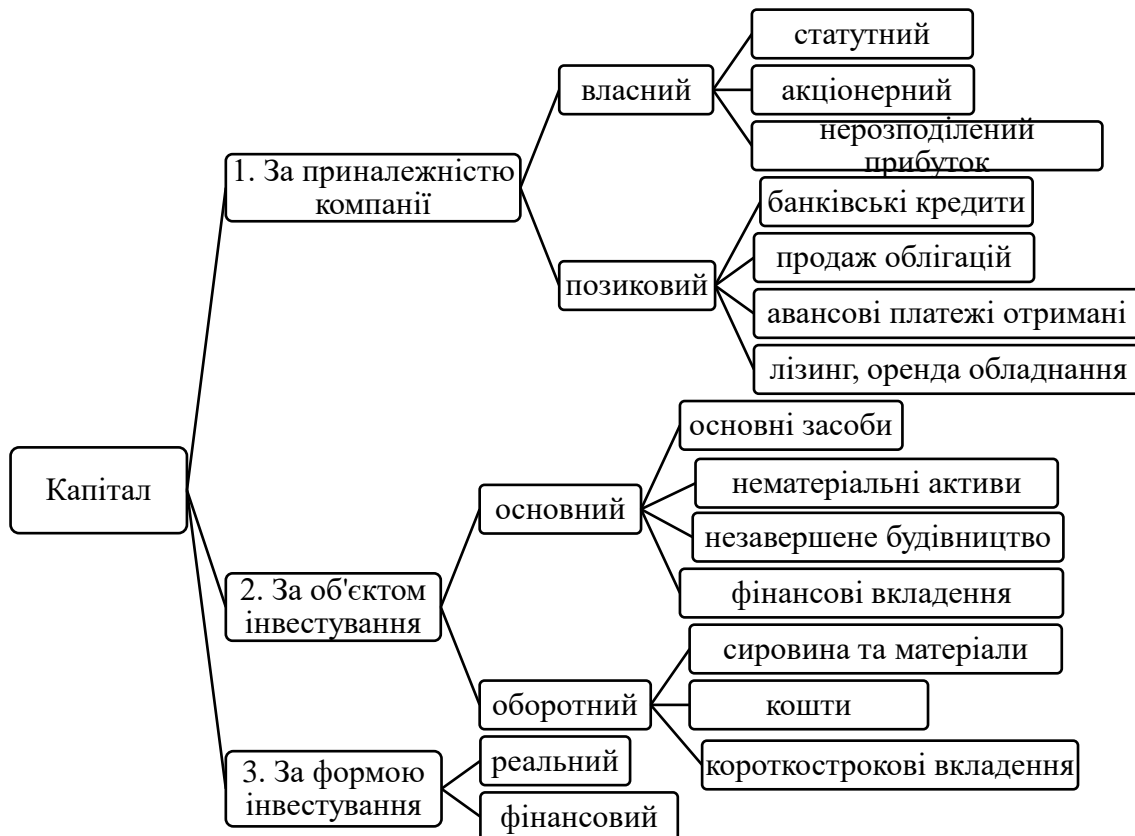 Капітал
1. За приналежністю
компанії
власний
статутний
акціонерний
нерозподілений
прибуток
позиковий
банківські кредити
продаж облігацій
авансові платежі отримані
лізинг, оренда обладнання
2. За об'єктом
інвестування
основний
основні засоби
нематеріальні активи
незавершене будівництво
фінансові вкладення
оборотний
сировина та матеріали
кошти
короткострокові вкладення
3. За формою
інвестування
реальний
фінансовий